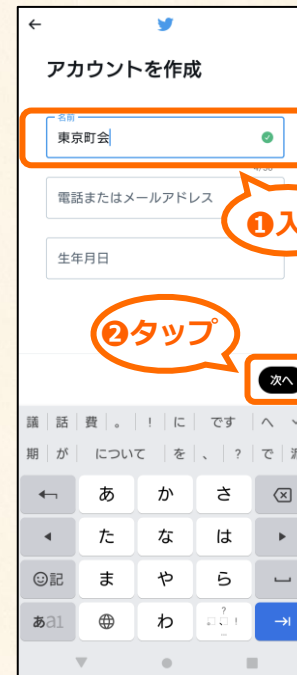 アカウントを作成
名前
東京町会
電話またはメールアドレス
❶入
生年月日
❷タップ
次へ
議 話 費 。 ! に です
期 が について を 、 ? で
あ か さ
た な は
☺記 ま や ら
あa1 わ 、。?!